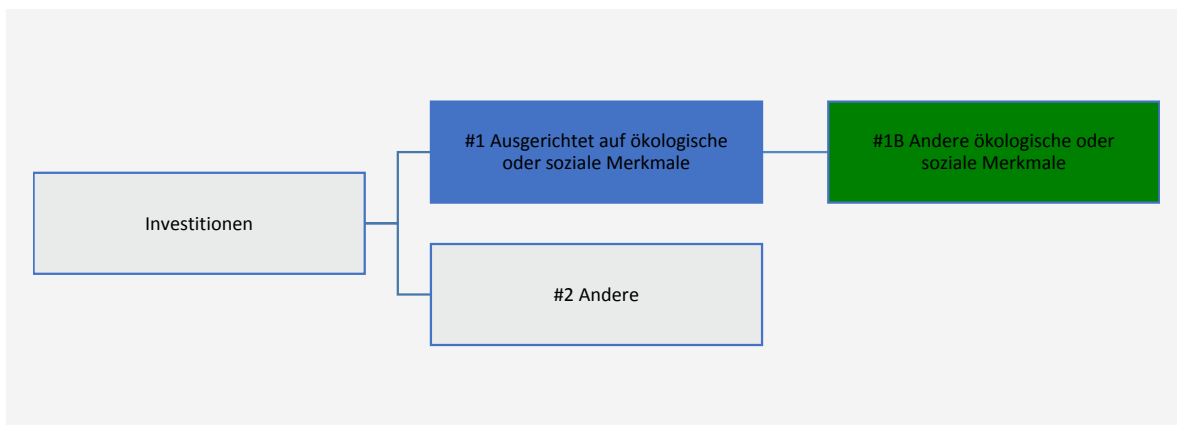 #1 Ausgerichtet auf ökologische
oder soziale Merkmale
#1B Andere ökologische oder
soziale Merkmale
Investitionen
#2 Andere